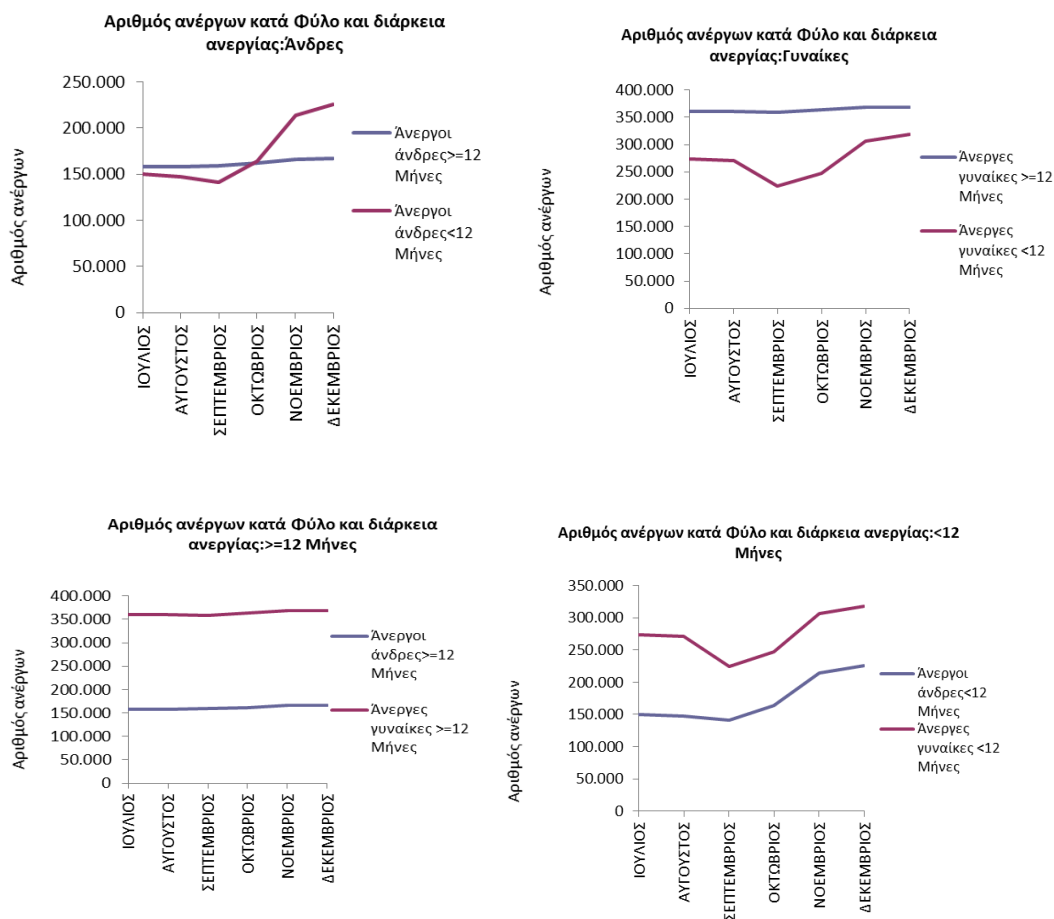 Αριθμός ανέργων κατά Φύλο και διάρκεια
ανεργίας:Άνδρες
Αριθμός ανέργων
250.000
200.000
150.000
100.000
50.000
0
ΙΟΥΛΙΟΣ
ΑΥΓΟΥΣΤΟΣ
ΣΕΠΤΕΜΒΡΙΟΣ
ΟΚΤΩΒΡΙΟΣ
ΝΟΕΜΒΡΙΟΣ
ΔΕΚΕΜΒΡΙΟΣ
Άνεργοι
άνδρες>=12
Μήνες
Άνεργοι
άνδρες<12
Μήνες
Αριθμός ανέργων κατά Φύλο και διάρκεια
ανεργίας:Γυναίκες
Αριθμός ανέργων
400.000
350.000
300.000
250.000
200.000
150.000
100.000
50.000
0
ΙΟΥΛΙΟΣ
ΑΥΓΟΥΣΤΟΣ
ΣΕΠΤΕΜΒΡΙΟΣ
ΟΚΤΩΒΡΙΟΣ
ΝΟΕΜΒΡΙΟΣ
ΔΕΚΕΜΒΡΙΟΣ
Άνεργες
γυναίκες >=12
Μήνες
Άνεργες
γυναίκες <12
Μήνες
Αριθμός ανέργων κατά Φύλο και διάρκεια
ανεργίας:>=12 Μήνες
Αριθμός ανέργων
400.000
350.000
300.000
250.000
200.000
150.000
100.000
50.000
0
ΙΟΥΛΙΟΣ
ΑΥΓΟΥΣΤΟΣ
ΣΕΠΤΕΜΒΡΙΟΣ
ΟΚΤΩΒΡΙΟΣ
ΝΟΕΜΒΡΙΟΣ
ΔΕΚΕΜΒΡΙΟΣ
Άνεργοι
άνδρες>=12
Μήνες
Άνεργες
γυναίκες >=12
Μήνες
Αριθμός ανέργων κατά Φύλο και διάρκεια ανεργίας:<12
Μήνες
Αριθμός ανέργων
350.000
300.000
250.000
200.000
150.000
100.000
50.000
0
ΙΟΥΛΙΟΣ
ΑΥΓΟΥΣΤΟΣ
ΣΕΠΤΕΜΒΡΙΟΣ
ΟΚΤΩΒΡΙΟΣ
ΝΟΕΜΒΡΙΟΣ
ΔΕΚΕΜΒΡΙΟΣ
Άνεργοι
άνδρες<12
Μήνες
Άνεργες
γυναίκες <12
Μήνες